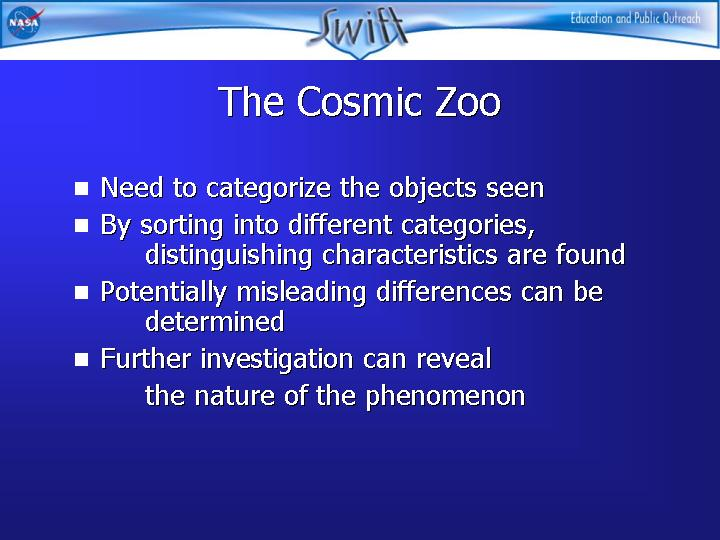 NASA
Swift
Education and Public Outreach
The Cosmic Zoo
Need to categorize the objects seen
By sorting into different categories,
distinguishing characteristics are found
Potentially misleading differences can be
determined
Further investigation can reveal
the nature of the phenomenon